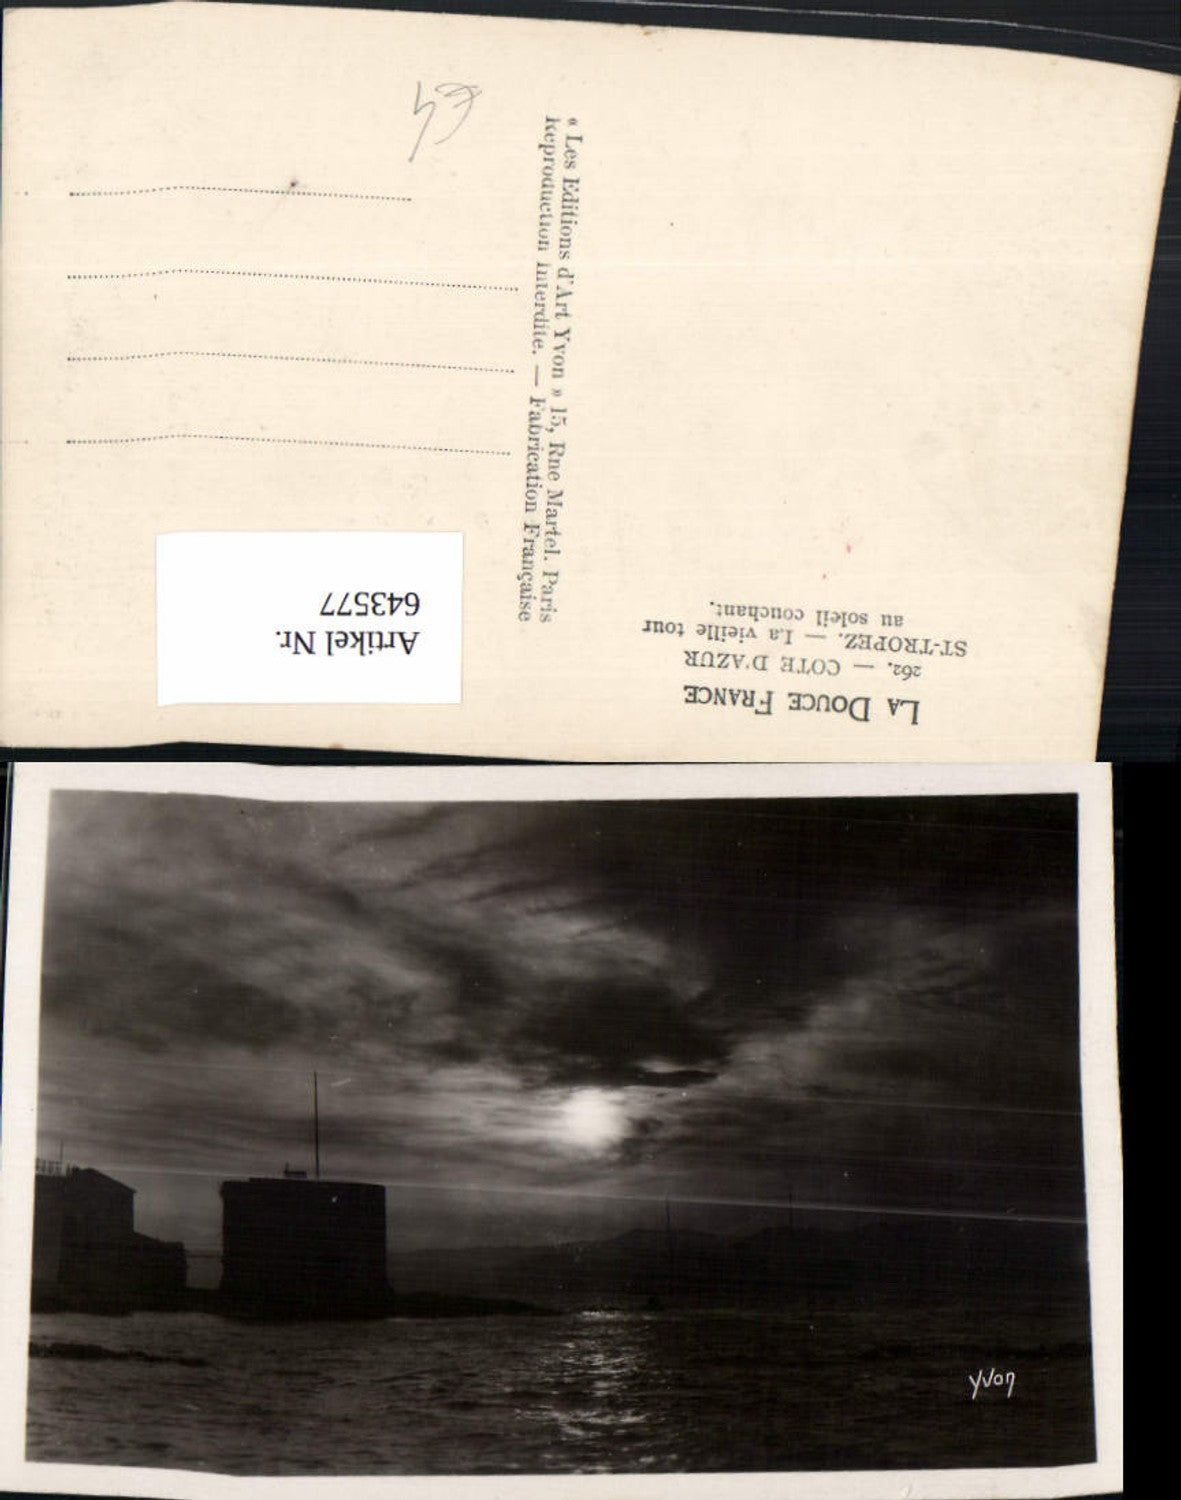 LA DOUCE FRANCE
262. — COTE D'AZUR
ST-TROPEZ. — La vieille tour
au soleil couchant.
« Les Editions d'Art Yvon » 15, Rue Martel. Paris
Reproduction interdite. — Fabrication Française
Artikel Nr.
643577
yvon